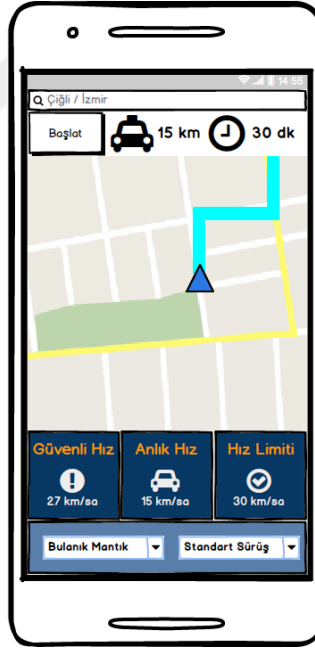 14:55
Çiğli / İzmir
Başlat 15 km 30 dk
Güvenli Hız Anlık Hız Hız Limiti
27 km/sa 15 km/sa 30 km/sa
Bulanık Mantık Standart Sürüş